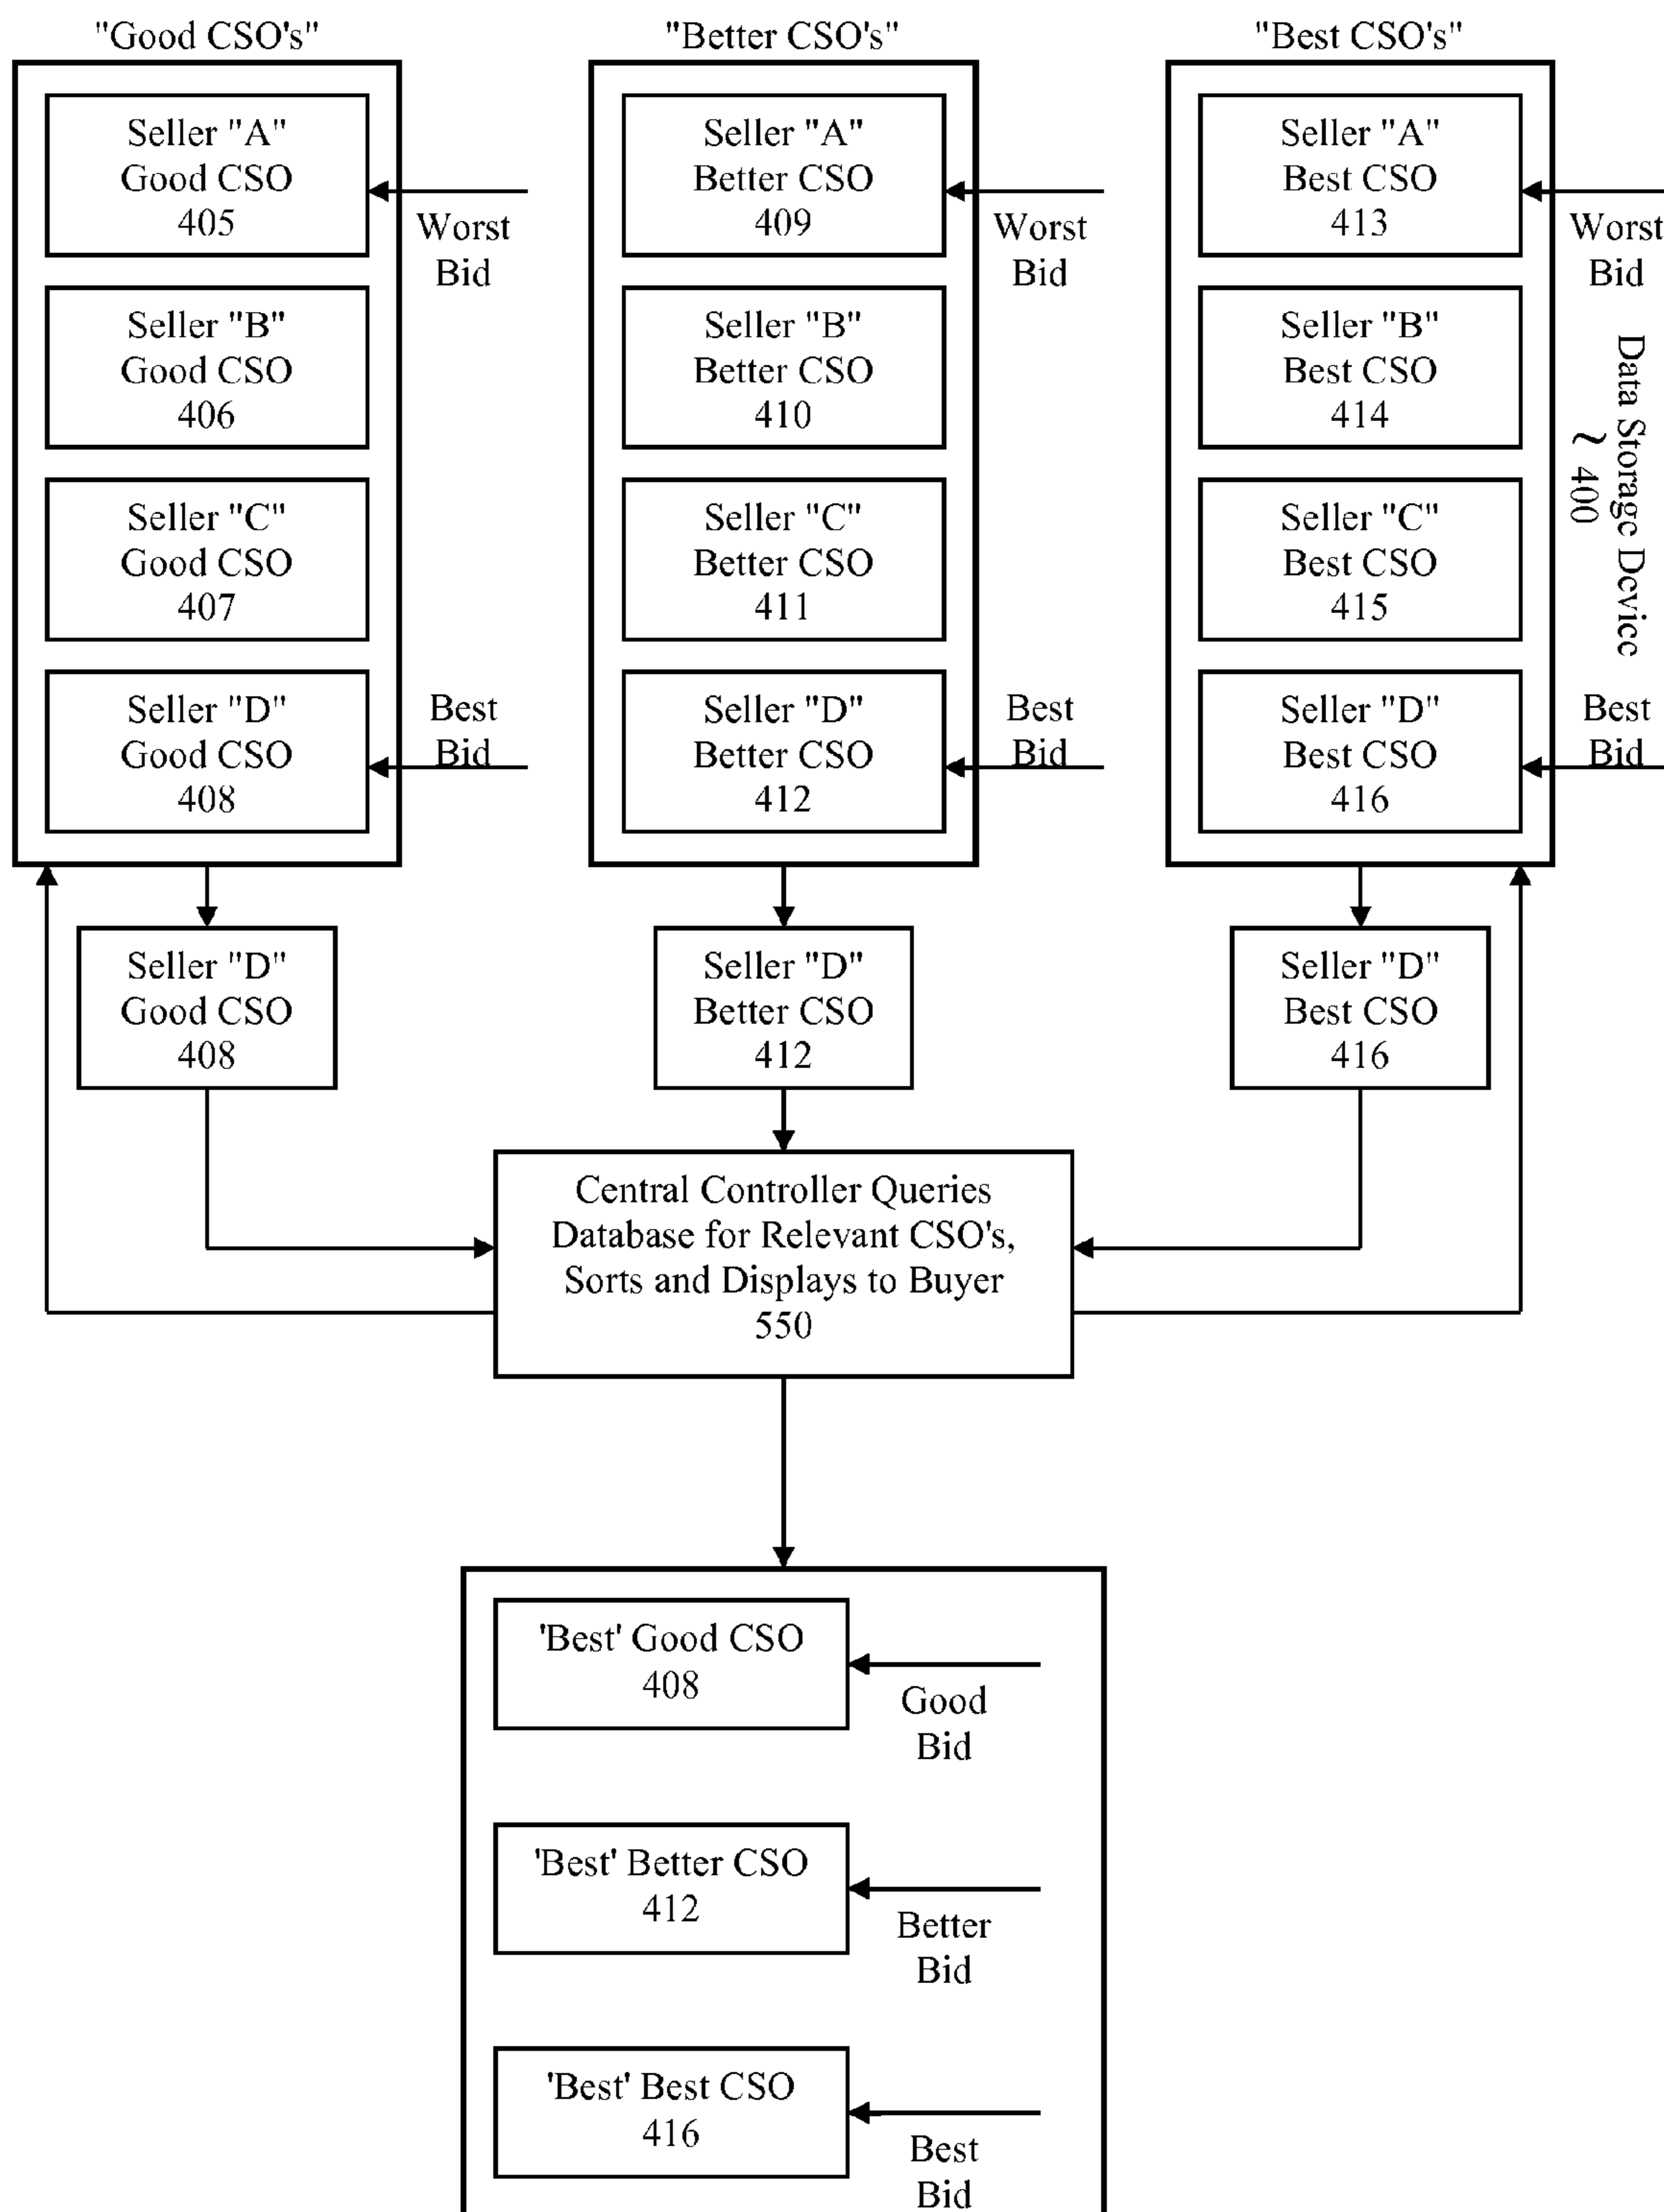 "Good CSO's"
Seller "A"
Good CSO
405
Worst
Bid
Seller "B"
Good CSO
406
Seller "C"
Good CSO
407
Seller "D"
Good CSO
408
Best
Bid
"Better CSO's"
Seller "A"
Better CSO
409
Worst
Bid
Seller "B"
Better CSO
410
Seller "C"
Better CSO
411
Seller "D"
Better CSO
412
Best
Bid
"Best CSO's"
Seller "A"
Best CSO
413
Worst
Bid
Seller "B"
Best CSO
414
Seller "C"
Best CSO
415
Seller "D"
Best CSO
416
Best
Bid
Data Storage Device
~ 400
Seller "D"
Good CSO
408
Seller "D"
Better CSO
412
Seller "D"
Best CSO
416
Central Controller Queries
Database for Relevant CSO's,
Sorts and Displays to Buyer
550
'Best' Good CSO
408
Good
Bid
'Best' Better CSO
412
Better
Bid
'Best' Best CSO
416
Best
Bid